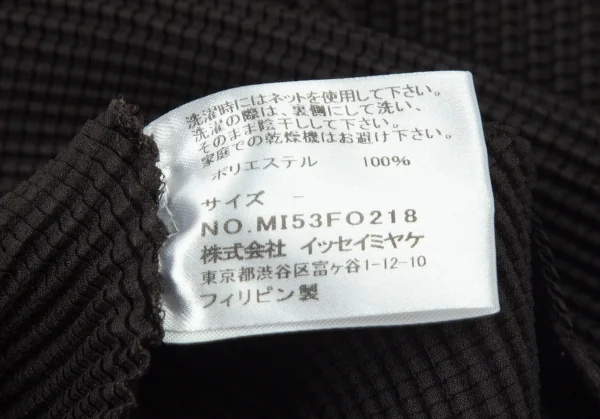 洗濯時にはネットを使用して下さい。
洗濯の際は、裏側にして洗い、
そのまま陰干しして下さい。
家庭での乾燥機はお避け下さい。
ポリエステル 100%
サイズ -
NO.MI53FO218
株式会社 イッセイミヤケ
東京都渋谷区富ヶ谷1-12-10
フィリピン製